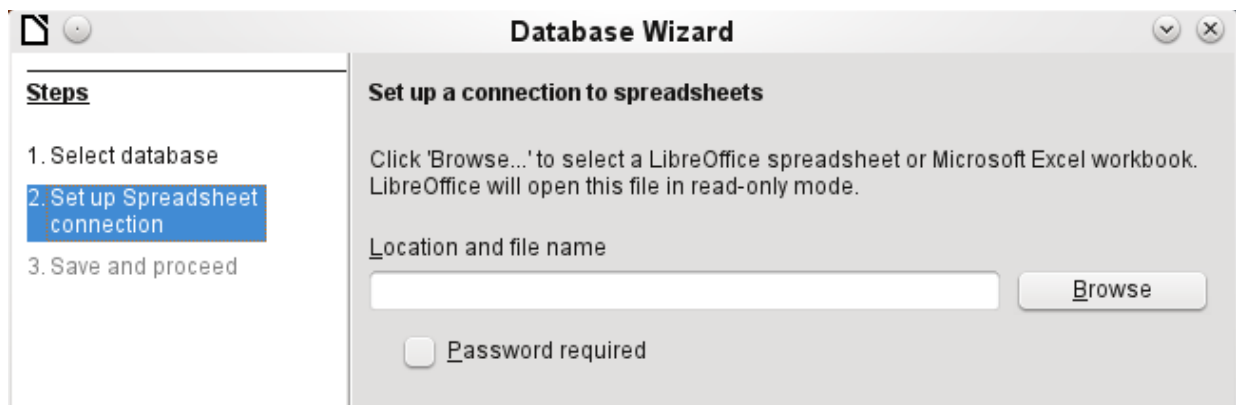 Database Wizard
Steps
1. Select database
2. Set up Spreadsheet
connection
3. Save and proceed
Set up a connection to spreadsheets
Click 'Browse...' to select a LibreOffice spreadsheet or Microsoft Excel workbook.
LibreOffice will open this file in read-only mode.
Location and file name
Browse
Password required